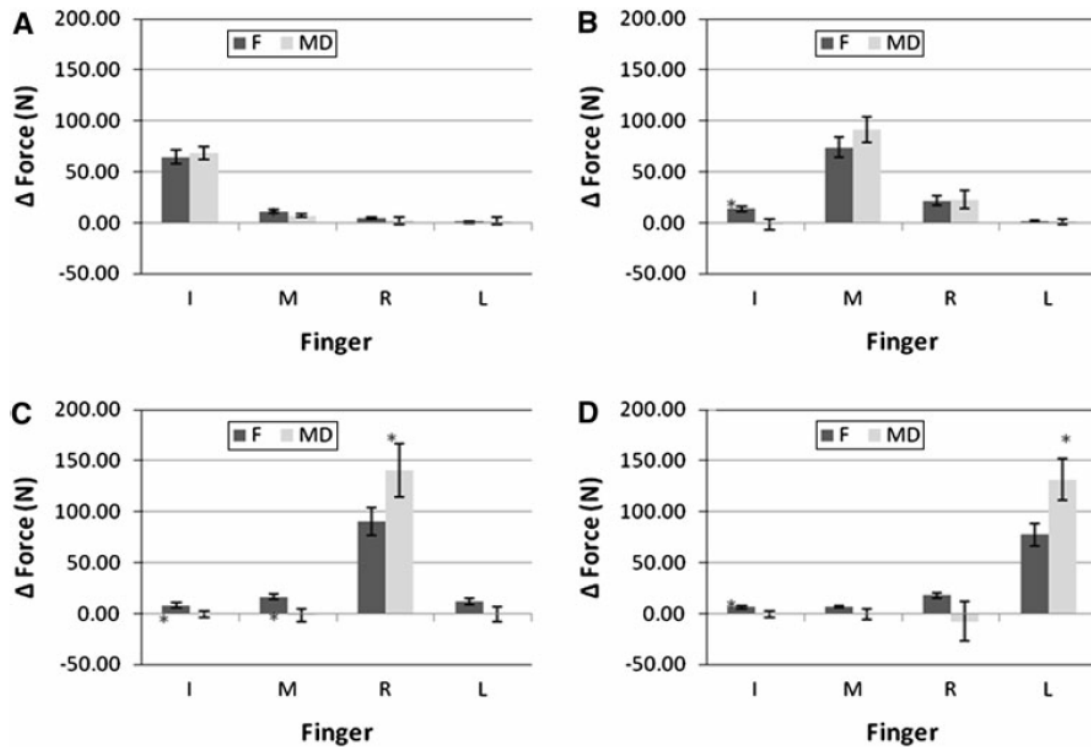 A
Δ Force (N)
200.00
150.00
100.00
50.00
0.00
-50.00
F MD
I M R L
Finger
B
Δ Force (N)
200.00
150.00
100.00
50.00
0.00
-50.00
F MD
*
I M R L
Finger
C
Δ Force (N)
200.00
150.00
100.00
50.00
0.00
-50.00
F MD
*
* *
I M R L
Finger
D
Δ Force (N)
200.00
150.00
100.00
50.00
0.00
-50.00
F MD
*
*
I M R L
Finger